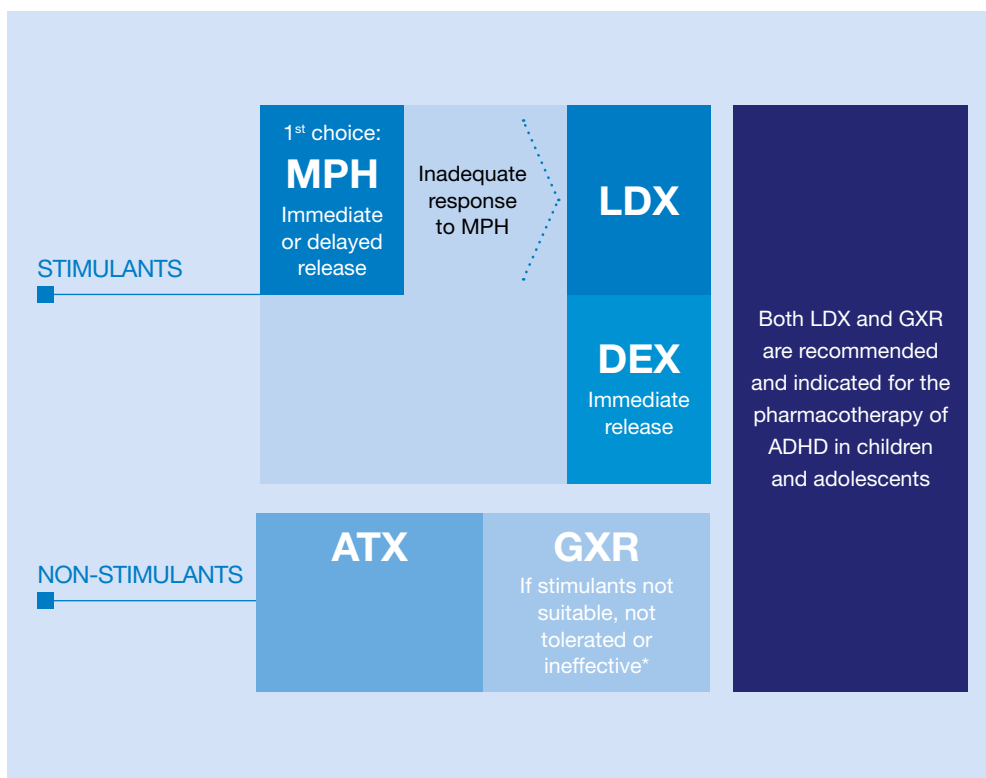 STIMULANTS
1st choice:
MPH
Immediate
or delayed
release
Inadequate
response
to MPH
LDX
DEX
Immediate
release
NON-STIMULANTS
ATX
GXR
If stimulants not
suitable, not
tolerated or
ineffective*
Both LDX and GXR
are recommended
and indicated for the
pharmacotherapy of
ADHD in children
and adolescents